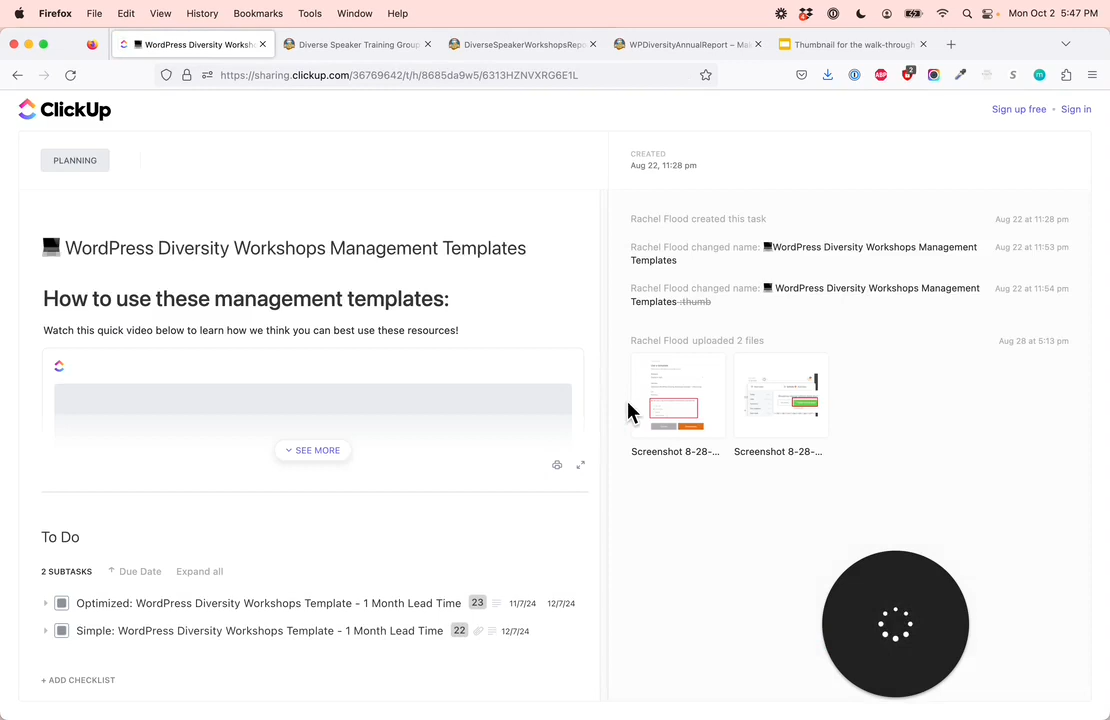 Firefox File Edit View History Bookmarks Tools Window Help Mon Oct 2 5:47 PM
WordPress Diversity Worksh Diverse Speaker Training Group DiverseSpeakerWorkshopsRepo WPDiversityAnnualReport – Mak Thumbnail for the walk-through
https://sharing.clickup.com/36769642/t/h/8685da9w5/6313HZNVXRG6E1L ABP 2 S m
ClickUp Sign up free • Sign in
PLANNING
CREATED
Aug 22, 11:28 pm
Rachel Flood created this task Aug 22 at 11:28 pm
Rachel Flood changed name: WordPress Diversity Workshops Management Aug 22 at 11:53 pm
Templates
Rachel Flood changed name: WordPress Diversity Workshops Management Aug 22 at 11:54 pm
Templates :thumb
Rachel Flood uploaded 2 files Aug 28 at 5:13 pm
Screenshot 8-28-... Screenshot 8-28-...
WordPress Diversity Workshops Management Templates
How to use these management templates:
Watch this quick video below to learn how we think you can best use these resources!
SEE MORE
To Do
2 SUBTASKS Due Date Expand all
Optimized: WordPress Diversity Workshops Template - 1 Month Lead Time 23 11/7/24 12/7/24
Simple: WordPress Diversity Workshops Template - 1 Month Lead Time 22 12/7/24
+ ADD CHECKLIST